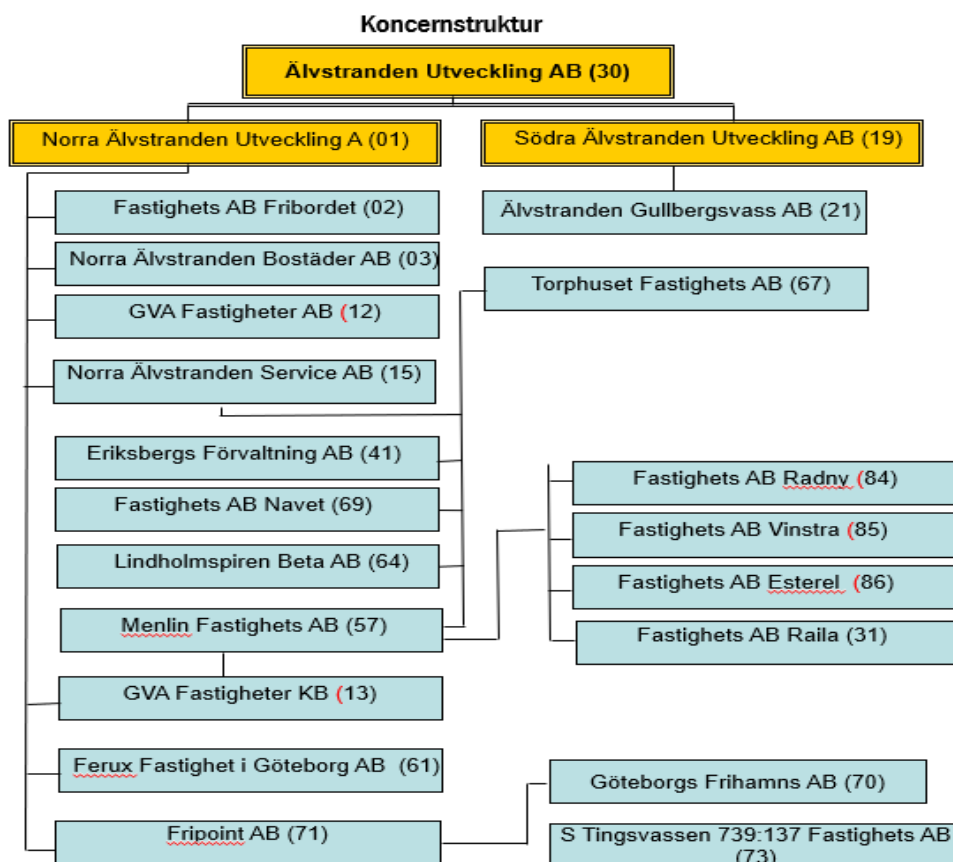 Koncernstruktur
Älvstranden Utveckling AB (30)
Norra Älvstranden Utveckling A (01)
Södra Älvstranden Utveckling AB (19)
Fastighets AB Fribordet (02)
Älvstranden Gullbergsvass AB (21)
Norra Älvstranden Bostäder AB (03)
Torphuset Fastighets AB (67)
GVA Fastigheter AB (12)
Norra Älvstranden Service AB (15)
Eriksbergs Förvaltning AB (41)
Fastighets AB Radny (84)
Fastighets AB Navet (69)
Fastighets AB Vinstra (85)
Lindholmspiren Beta AB (64)
Fastighets AB Esterel (86)
Menlin Fastighets AB (57)
Fastighets AB Raila (31)
GVA Fastigheter KB (13)
Ferux Fastighet i Göteborg AB (61)
Göteborgs Frihamns AB (70)
Fripoint AB (71)
S Tingsvassen 739:137 Fastighets AB
(73)